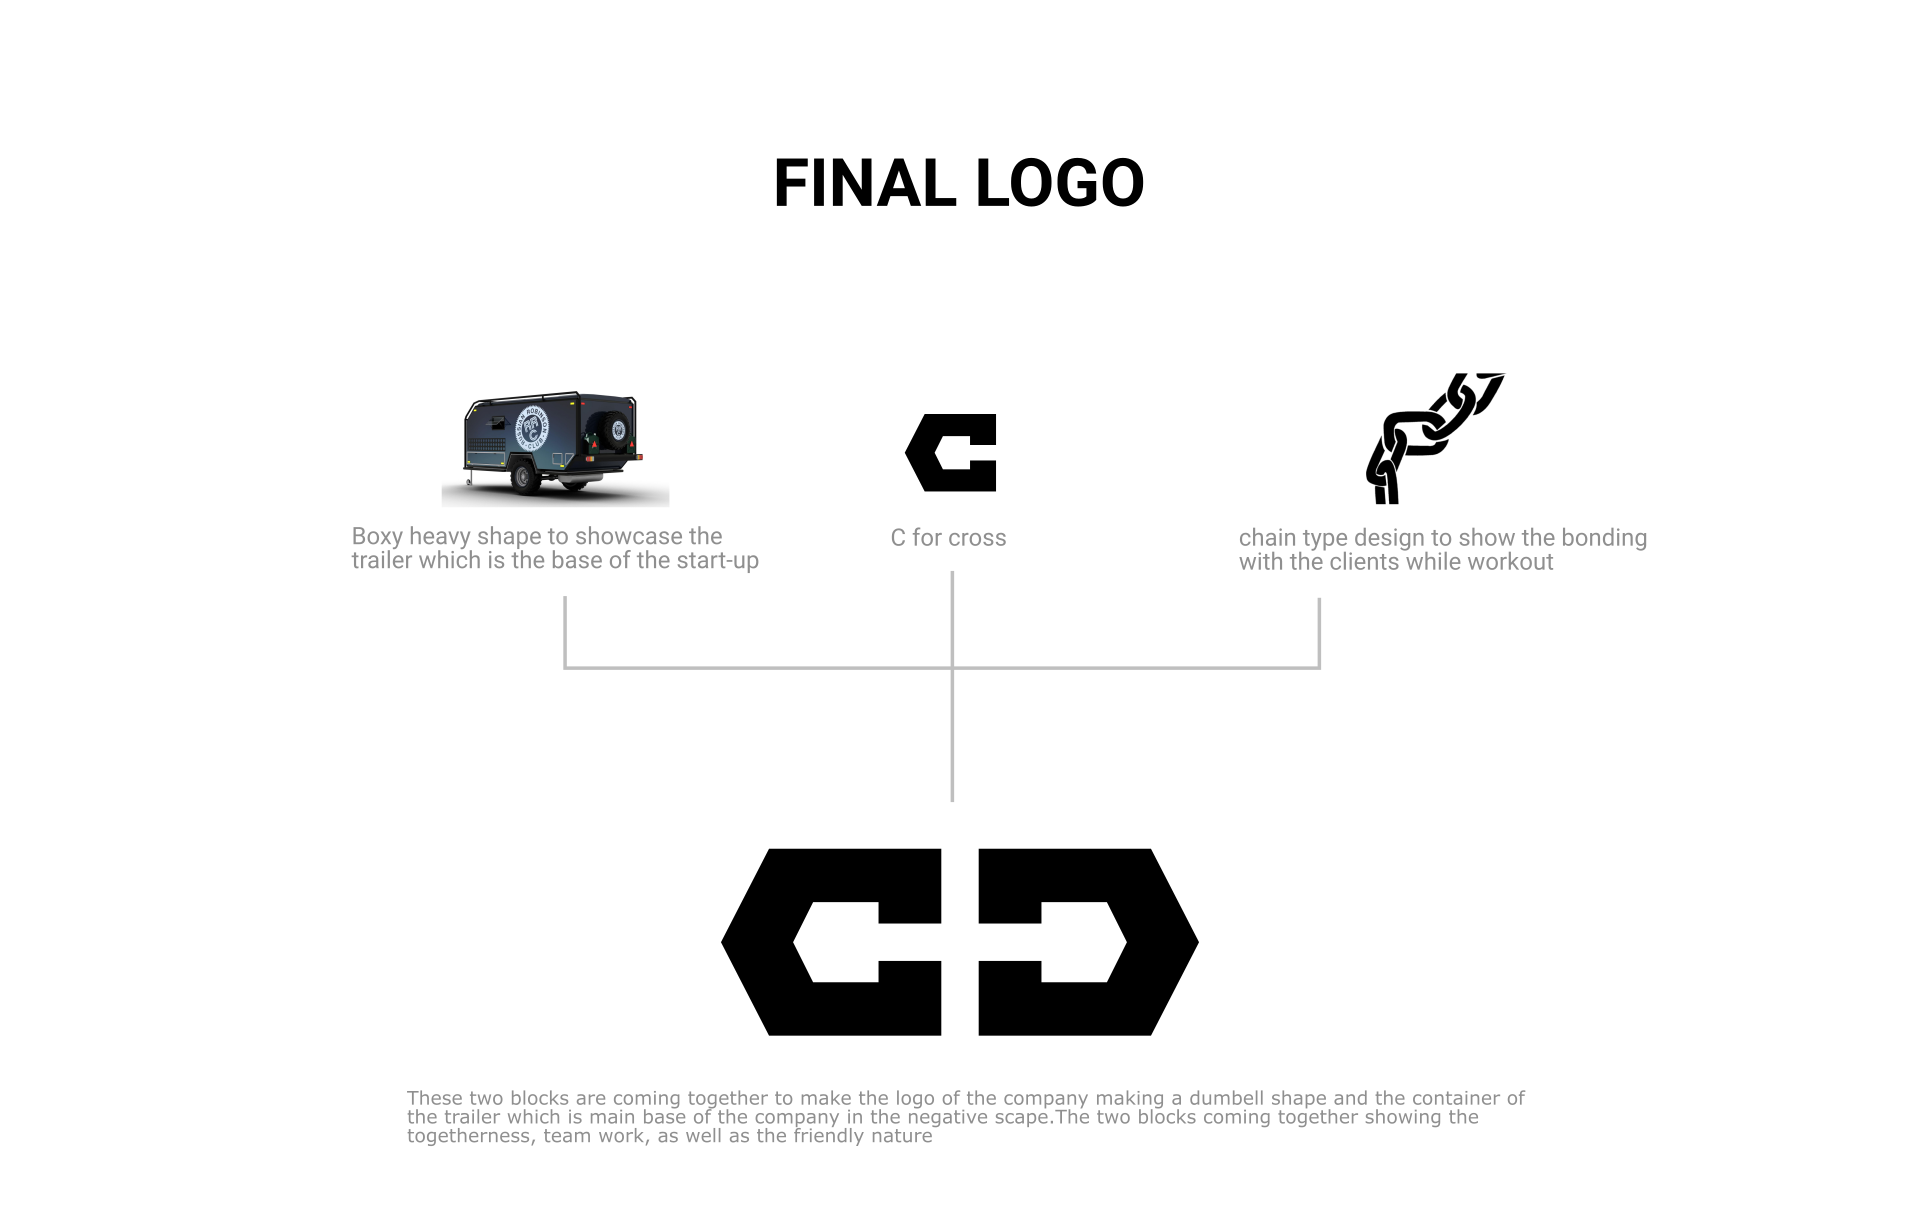 FINAL LOGO
Boxy heavy shape to showcase the
trailer which is the base of the start-up
C for cross
chain type design to show the bonding
with the clients while workout
These two blocks are coming together to make the logo of the company making a dumbell shape and the container of
the trailer which is main base of the company in the negative scape.The two blocks coming together showing the
togetherness, team work, as well as the friendly nature